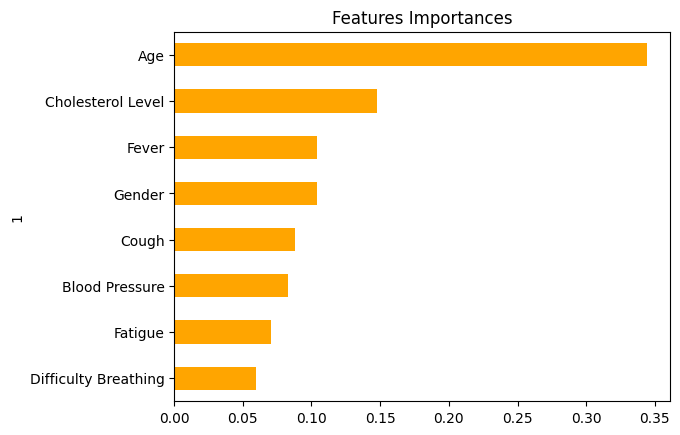 Features Importances
Age
Cholesterol Level
Fever
Gender
Cough
Blood Pressure
Fatigue
Difficulty Breathing
1
0.00 0.05 0.10 0.15 0.20 0.25 0.30 0.35